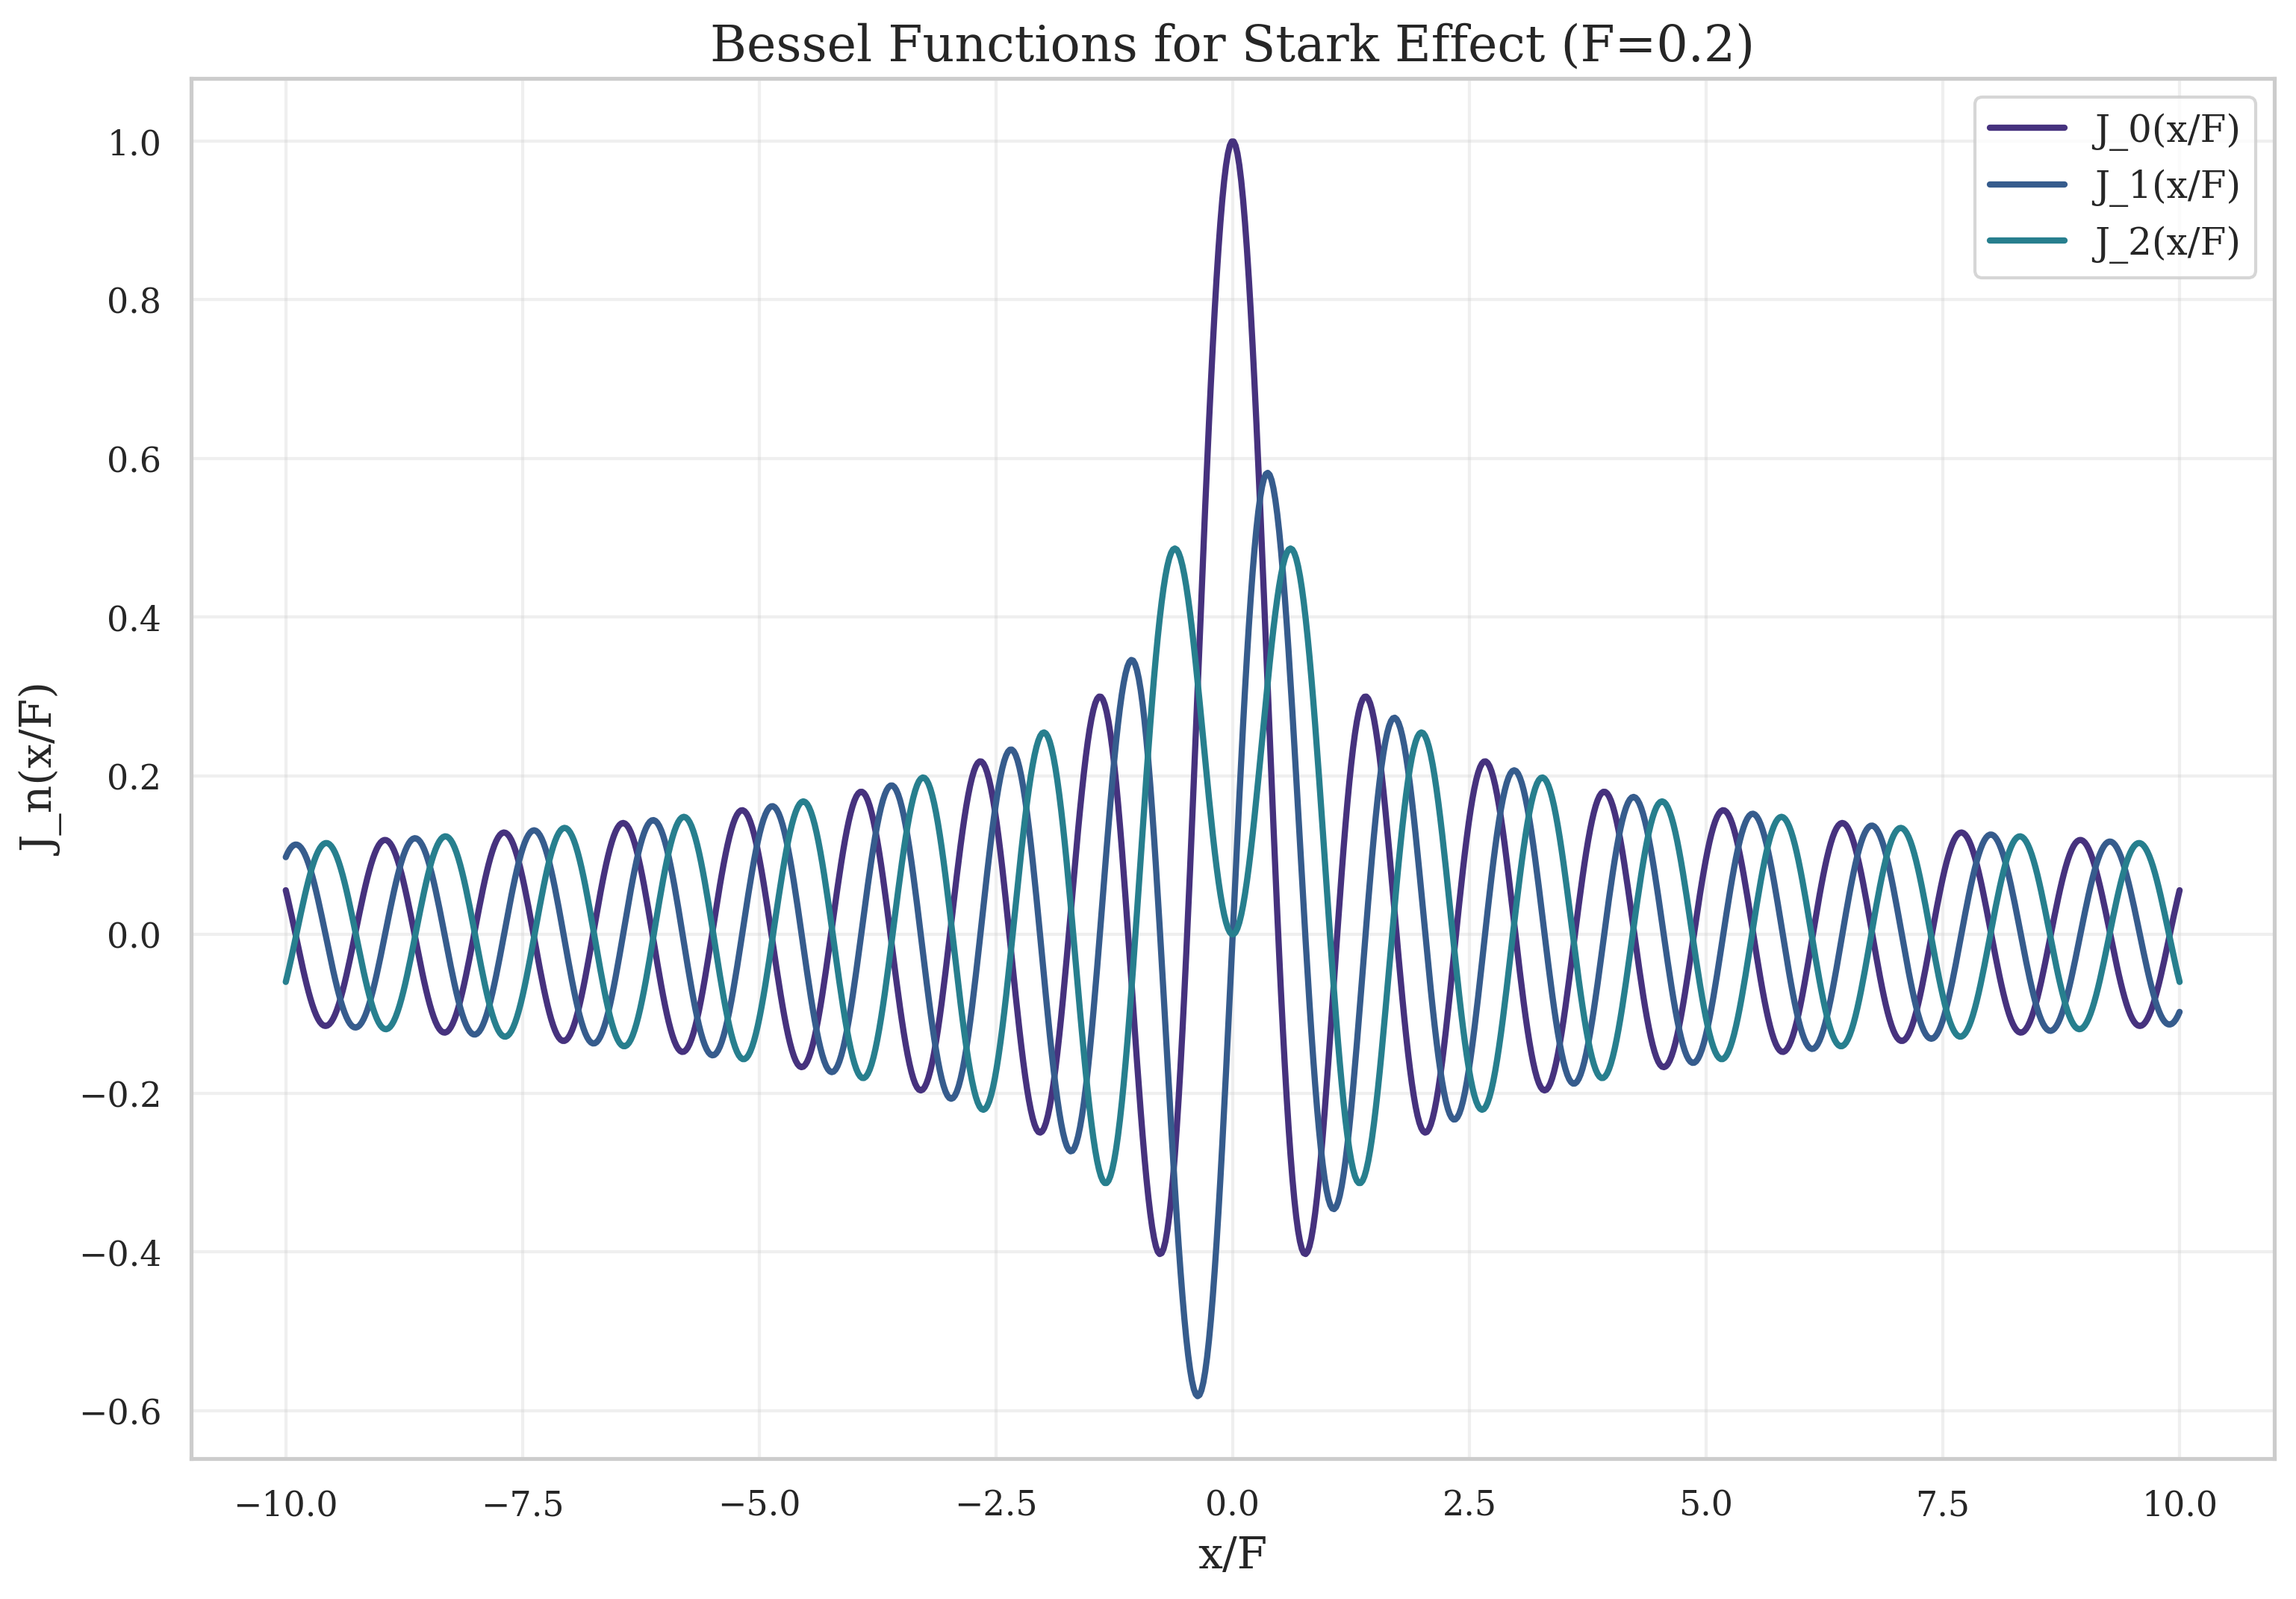 Bessel Functions for Stark Effect (F=0.2)
J_0(x/F)
J_1(x/F)
J_2(x/F)
J_n(x/F)
1.0
0.8
0.6
0.4
0.2
0.0
−0.2
−0.4
−0.6
−10.0 −7.5 −5.0 −2.5 0.0 2.5 5.0 7.5 10.0
x/F